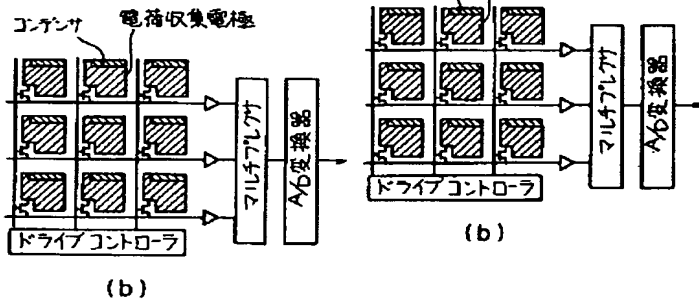 コンデンサ
電荷収集電極
マルチプレクサ
A/D変換器
ドライブコントローラ
(b)
マルチプレクサ
A/D変換器
ドライブコントローラ
(b)